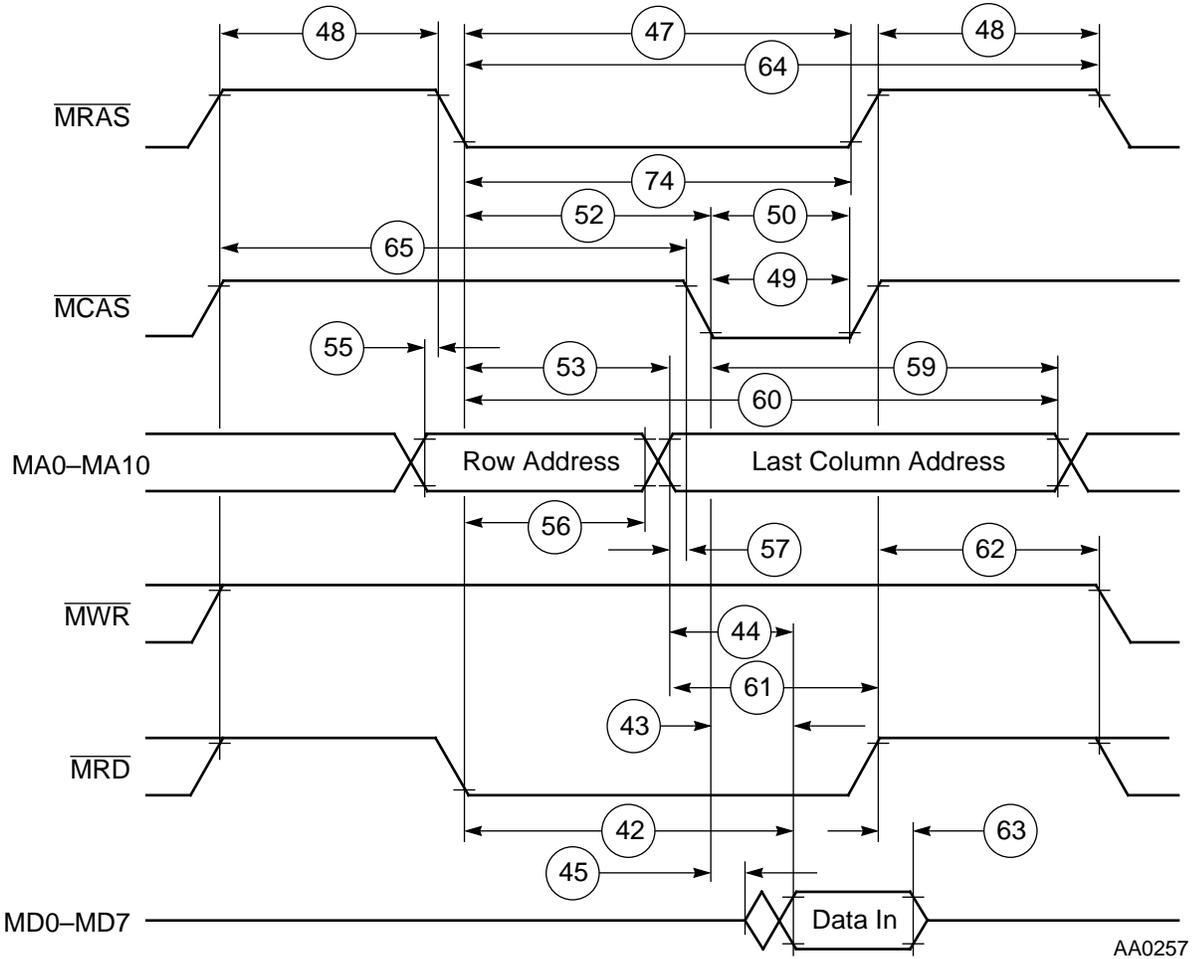 48
47
48
64
MRAS
74
52
50
65
49
MCAS
55
53
59
60
MA0–MA10
Row Address
Last Column Address
56
57
62
MWR
44
61
43
MRD
42
63
45
MD0–MD7
Data In
AA0257